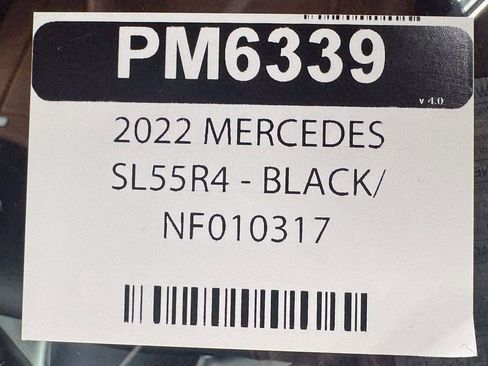 PM6339
v 4.0
2022 MERCEDES
SL55R4 - BLACK/
NF010317